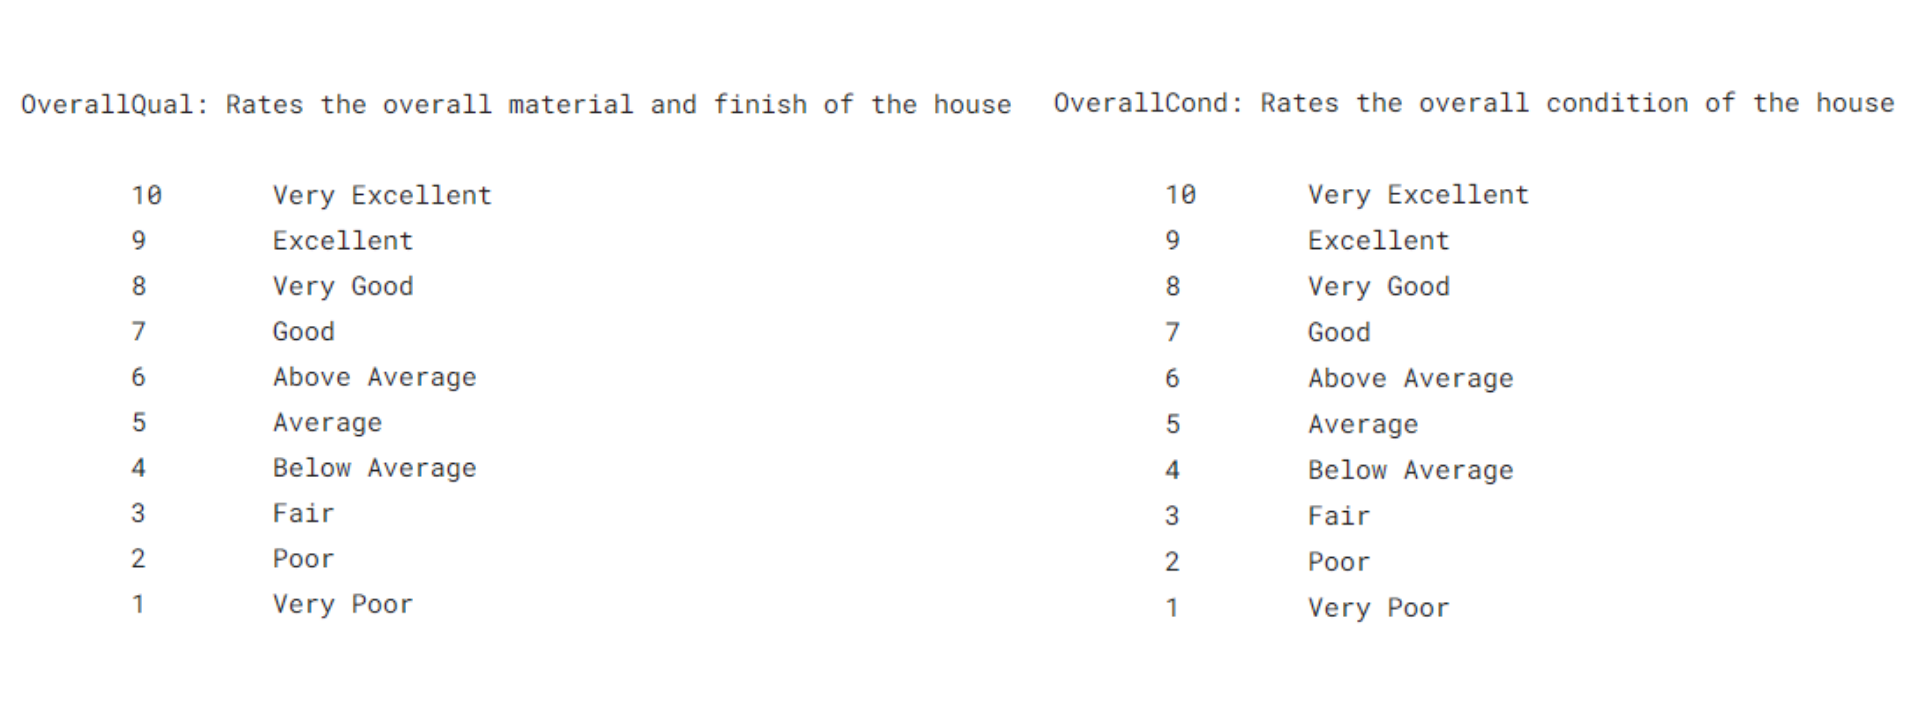 OverallQual: Rates the overall material and finish of the house
10 Very Excellent
9 Excellent
8 Very Good
7 Good
6 Above Average
5 Average
4 Below Average
3 Fair
2 Poor
1 Very Poor
OverallCond: Rates the overall condition of the house
10 Very Excellent
9 Excellent
8 Very Good
7 Good
6 Above Average
5 Average
4 Below Average
3 Fair
2 Poor
1 Very Poor